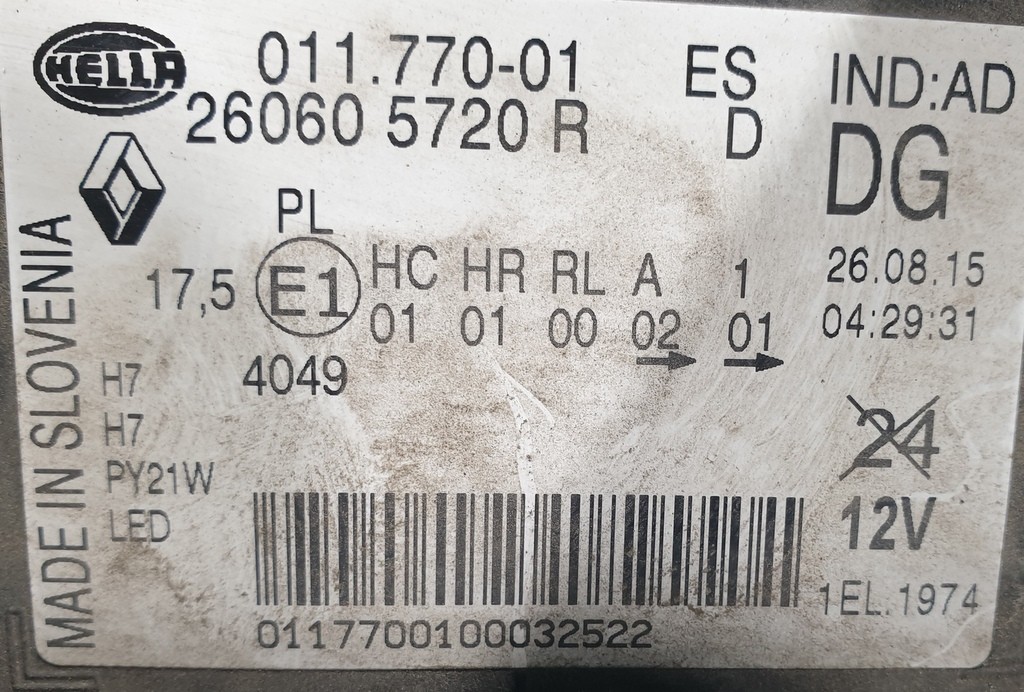 HELLA
011.770-01 ES IND:AD
26060 5720 R D DG
PL
17,5 E1 HC HR RL A 1 26.08.15
01 01 00 02 01 04:29:31
4049
H7
H7
PY21W
LED
24
12V
1EL.1974
0117700100032522
MADE IN SLOVENIA